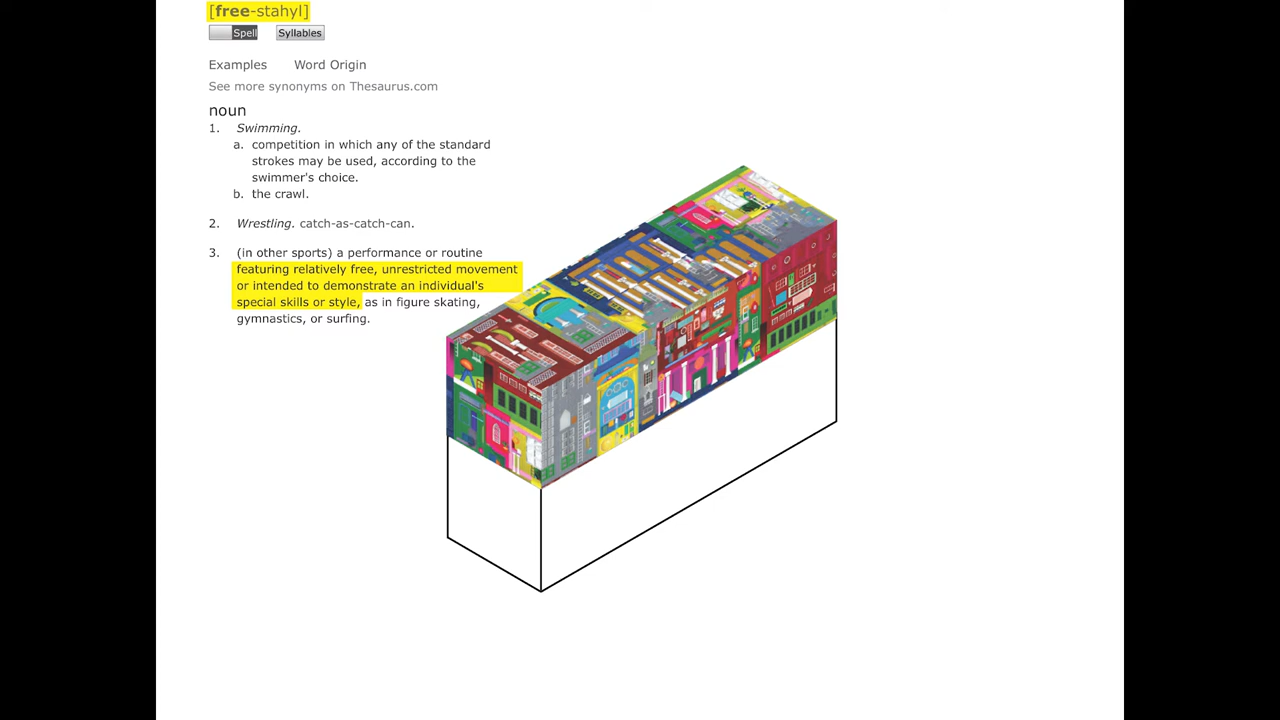 [free-stahyl]
Spell Syllables
Examples Word Origin
See more synonyms on Thesaurus.com
noun
1. Swimming.
a. competition in which any of the standard
strokes may be used, according to the
swimmer's choice.
b. the crawl.
2. Wrestling. catch-as-catch-can.
3. (in other sports) a performance or routine
featuring relatively free, unrestricted movement
or intended to demonstrate an individual's
special skills or style, as in figure skating,
gymnastics, or surfing.